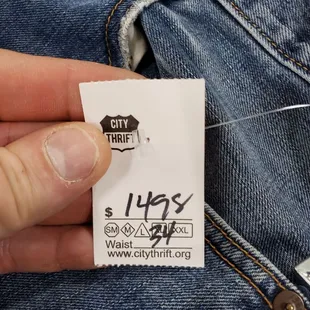 CITY
THRIFT
$ 1498
SM M L XL XXL
Waist 34
www.citythrift.org